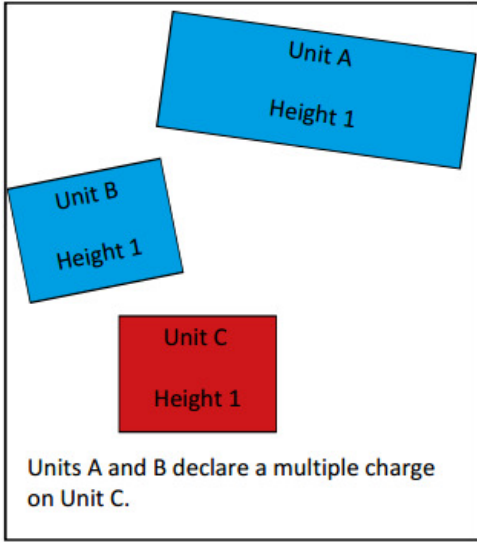 Unit A
Height 1
Unit B
Height 1
Unit C
Height 1
Units A and B declare a multiple charge
on Unit C.